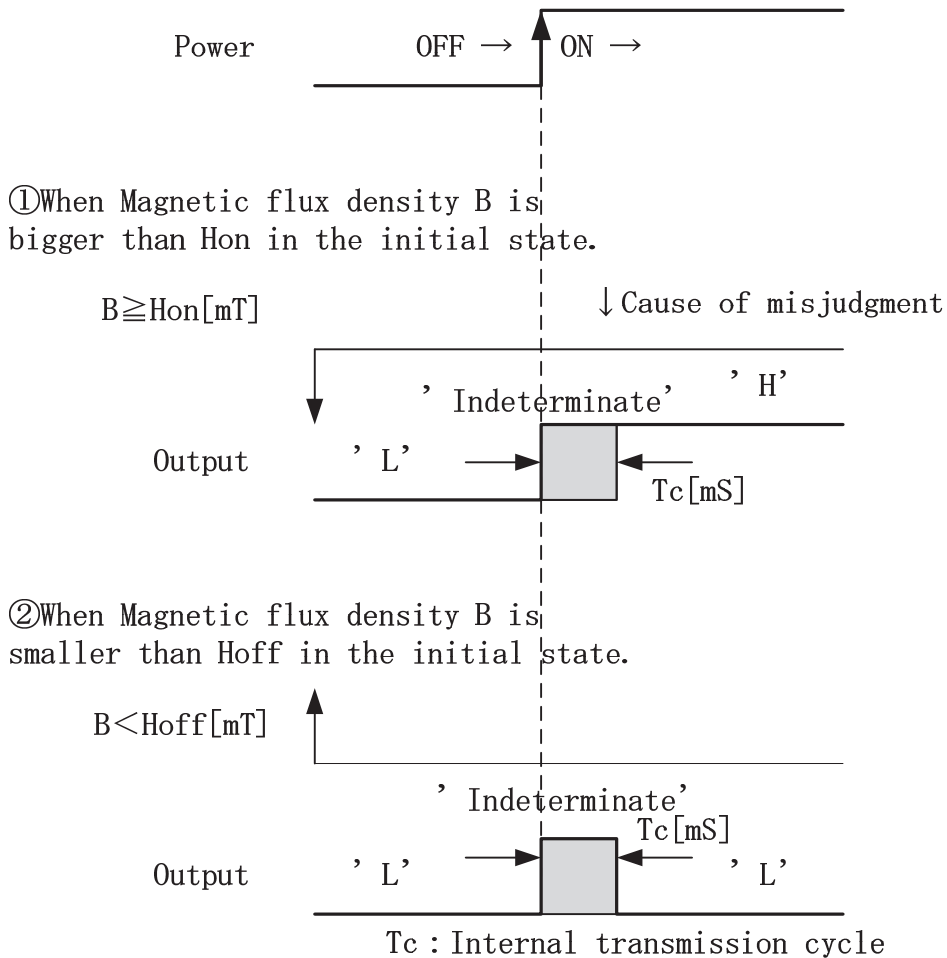 Power
OFF → ON →
①When Magnetic flux density B is
bigger than Hon in the initial state.
B≧Hon[mT]
↓Cause of misjudgment
' Indeterminate'
' H'
Output
' L'
Tc[mS]
②When Magnetic flux density B is
smaller than Hoff in the initial state.
B<Hoff[mT]
' Indeterminate'
Tc[mS]
Output
' L'
' L'
Tc：Internal transmission cycle